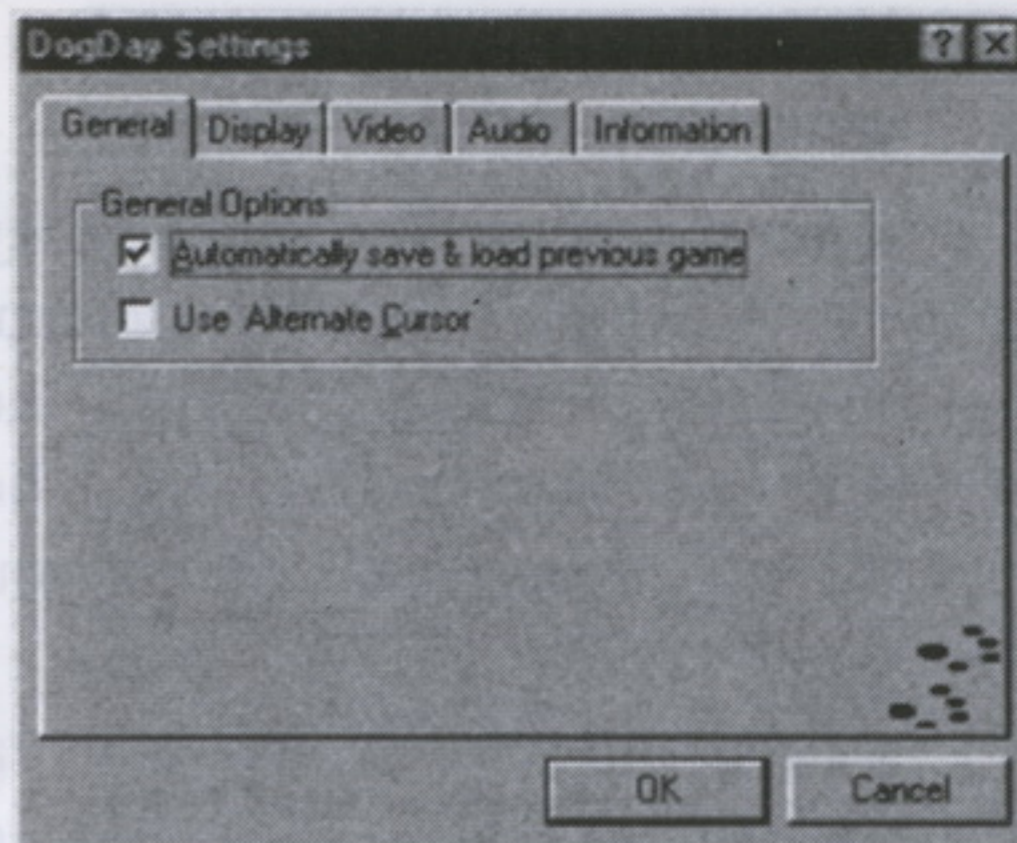 DogDay Settings
General Display Video Audio Information
General Options
Automatically save & load previous game
Use Alternate Cursor
OK Cancel